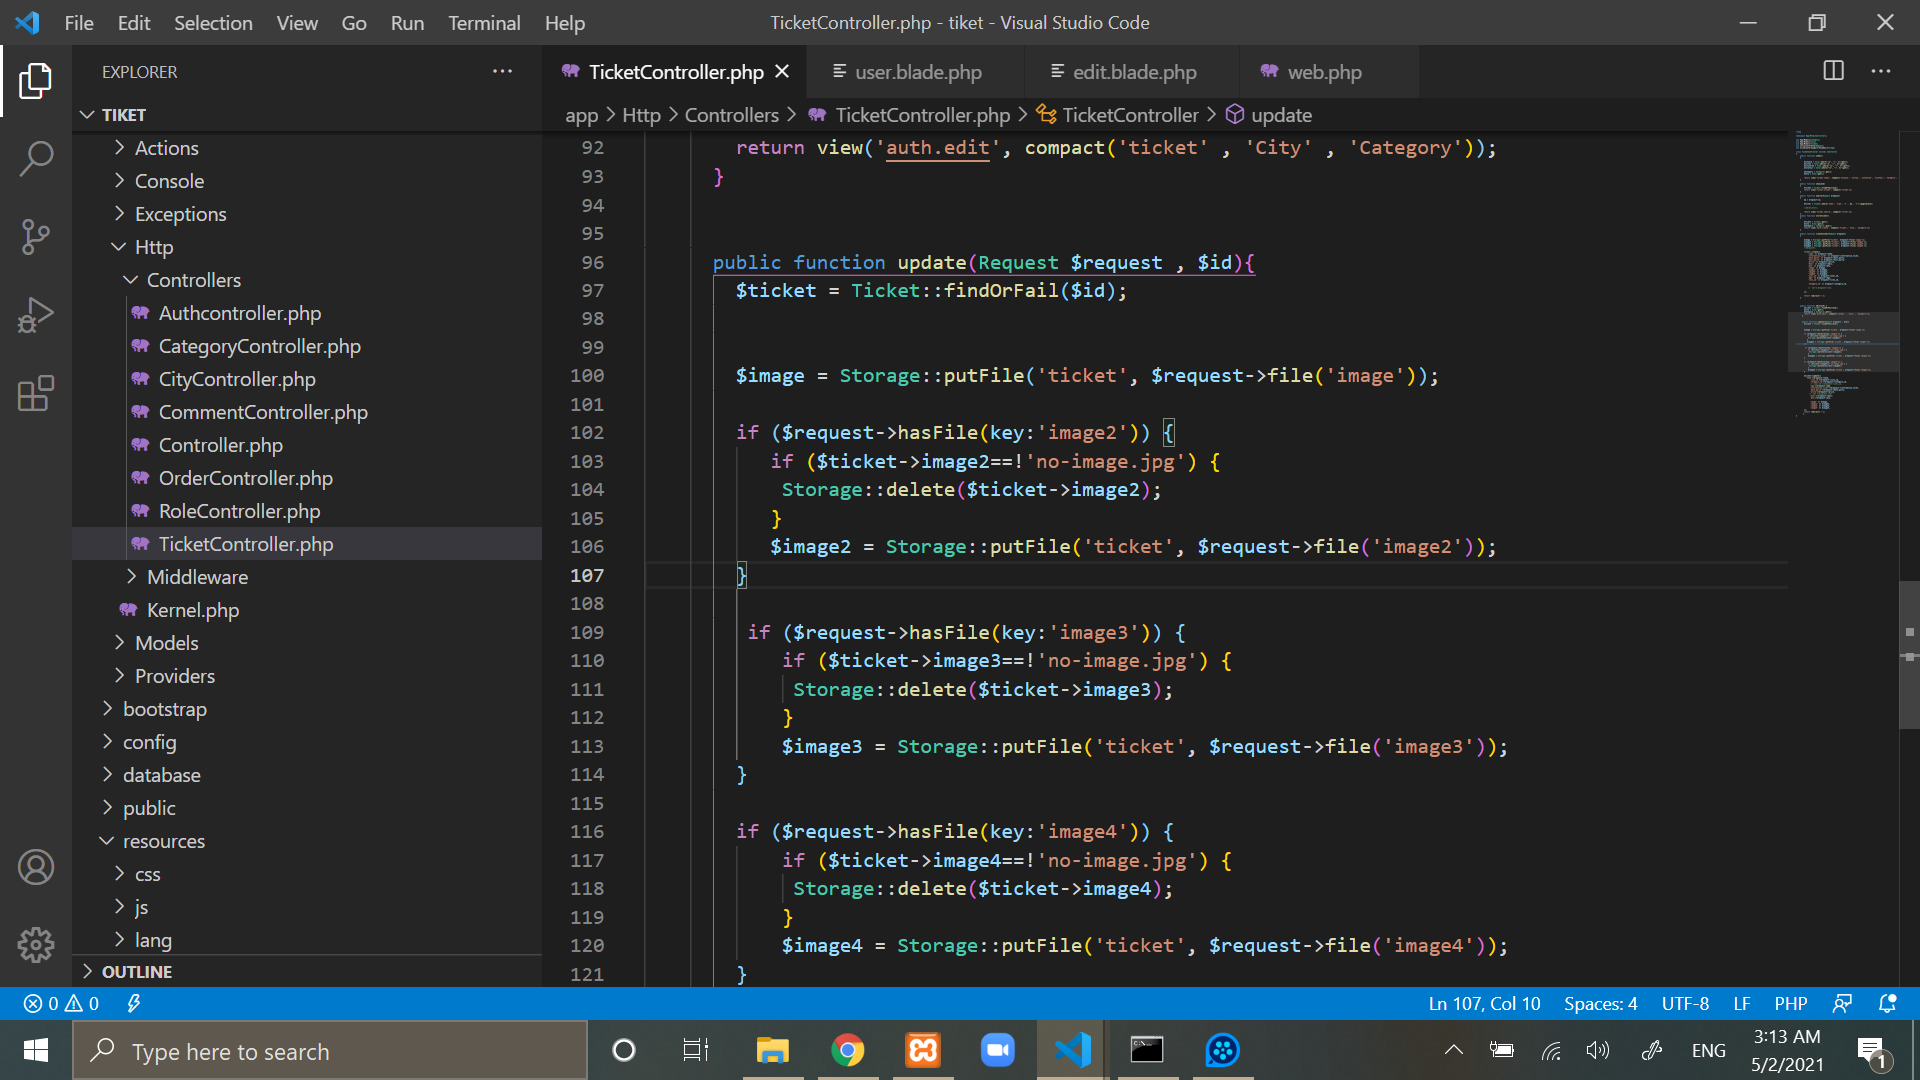 File Edit Selection View Go Run Terminal Help
TicketController.php - tiket - Visual Studio Code
EXPLORER
TIKET
Actions
Console
Exceptions
Http
Controllers
Authcontroller.php
CategoryController.php
CityController.php
CommentController.php
Controller.php
OrderController.php
RoleController.php
TicketController.php
Middleware
Kernel.php
Models
Providers
bootstrap
config
database
public
resources
css
js
lang
OUTLINE
TicketController.php user.blade.php edit.blade.php web.php
app > Http > Controllers > TicketController.php > TicketController > update
92 return view('auth.edit', compact('ticket' , 'City' , 'Category'));
93 }
94
95
96 public function update(Request $request , $id){
97 $ticket = Ticket::findOrFail($id);
98
99
100 $image = Storage::putFile('ticket', $request->file('image'));
101
102 if ($request->hasFile(key:'image2')) {
103 if ($ticket->image2==!'no-image.jpg') {
104 Storage::delete($ticket->image2);
105 }
106 $image2 = Storage::putFile('ticket', $request->file('image2'));
107 }
108
109 if ($request->hasFile(key:'image3')) {
110 if ($ticket->image3==!'no-image.jpg') {
111 Storage::delete($ticket->image3);
112 }
113 $image3 = Storage::putFile('ticket', $request->file('image3'));
114 }
115
116 if ($request->hasFile(key:'image4')) {
117 if ($ticket->image4==!'no-image.jpg') {
118 Storage::delete($ticket->image4);
119 }
120 $image4 = Storage::putFile('ticket', $request->file('image4'));
121 }
0 0
Ln 107, Col 10 Spaces: 4 UTF-8 LF PHP
Type here to search
ENG
3:13 AM
5/2/2021
1